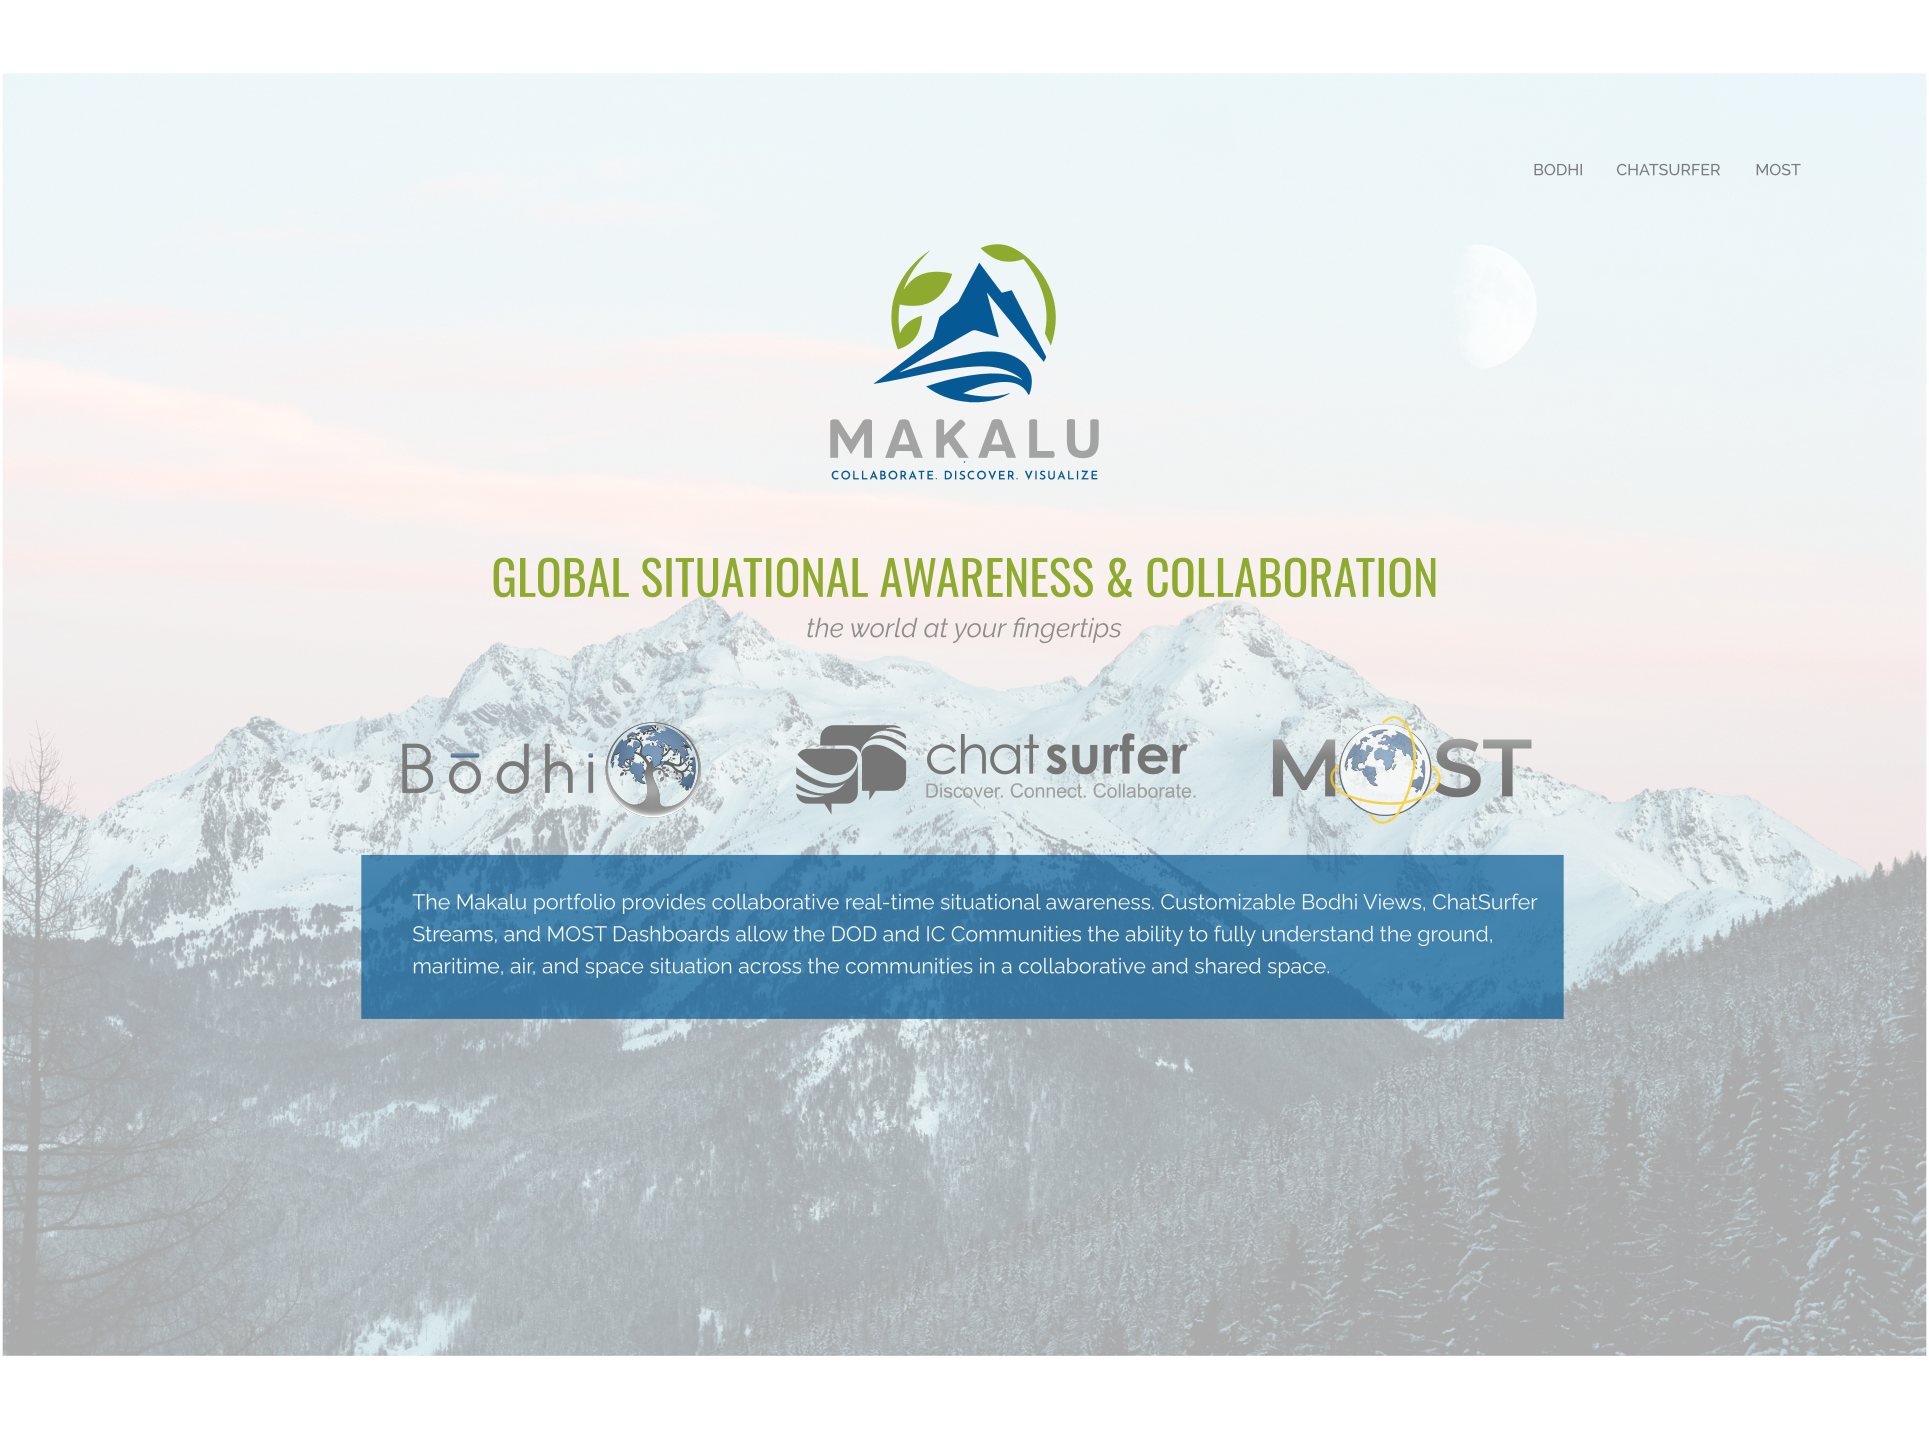 BODHI CHATSURFER MOST
MAKALU
COLLABORATE. DISCOVER. VISUALIZE
GLOBAL SITUATIONAL AWARENESS & COLLABORATION
the world at your fingertips
Bōdhi
chatsurfer
Discover. Connect. Collaborate.
MOST
The Makalu portfolio provides collaborative real-time situational awareness. Customizable Bodhi Views, ChatSurfer
Streams, and MOST Dashboards allow the DOD and IC Communities the ability to fully understand the ground,
maritime, air, and space situation across the communities in a collaborative and shared space.